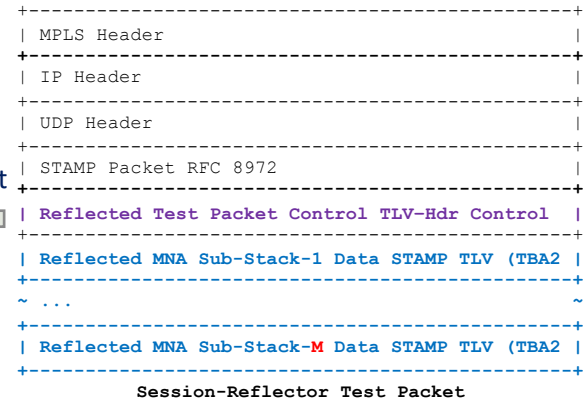 +------------------------------------------------+
| MPLS Header |
+------------------------------------------------+
| IP Header |
+------------------------------------------------+
| UDP Header |
+------------------------------------------------+
| STAMP Packet RFC 8972 |
t
+------------------------------------------------+
| Reflected Test Packet Control TLV-Hdr Control |
+------------------------------------------------+
| Reflected MNA Sub-Stack-1 Data STAMP TLV (TBA2 |
+------------------------------------------------+
~ ... ~
+------------------------------------------------+
| Reflected MNA Sub-Stack-M Data STAMP TLV (TBA2 |
+------------------------------------------------+
Session-Reflector Test Packet